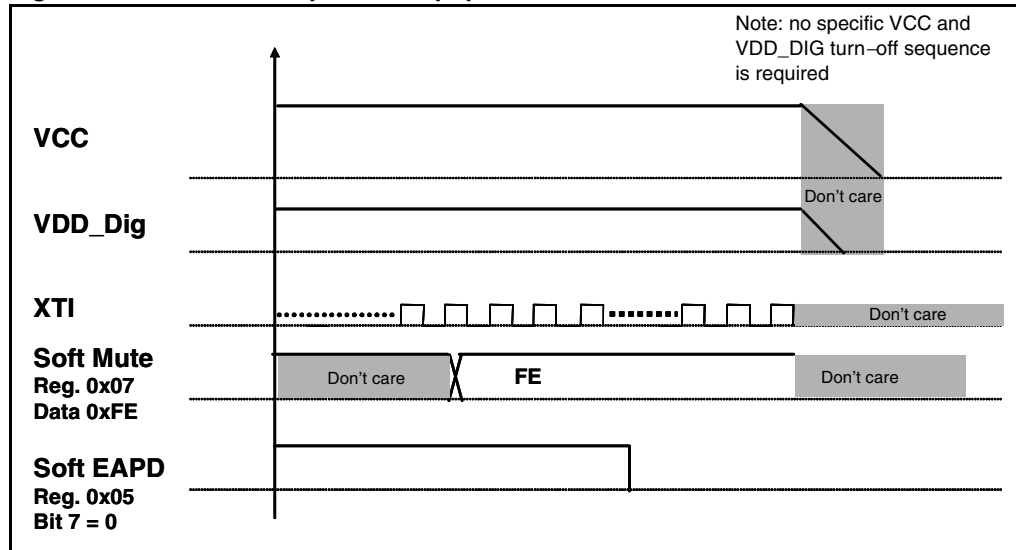 Note: no specific VCC and
VDD_DIG turn–off sequence
is required
VCC
Don't care
VDD_Dig
XTI
Don't care
Soft Mute
Reg. 0x07
Data 0xFE
Don't care
FE
Don't care
Soft EAPD
Reg. 0x05
Bit 7 = 0